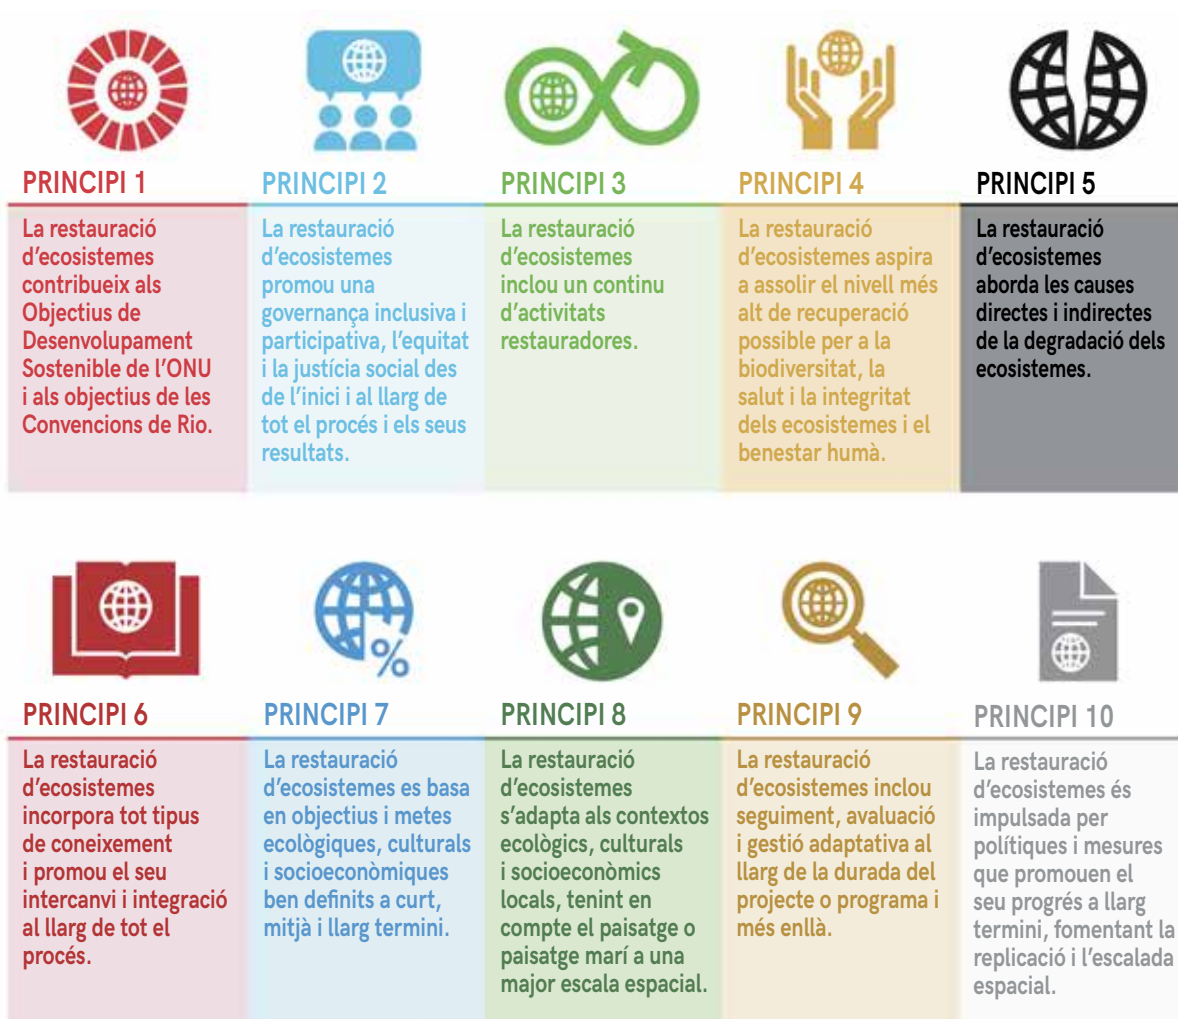 PRINCIPI 1
La restauració
d'ecosistemes
contribueix als
Objectius de
Desenvolupament
Sostenible de l'ONU
i als objectius de les
Convencions de Rio.
PRINCIPI 2
La restauració
d'ecosistemes
promou una
governança inclusiva i
participativa, l'equitat
i la justícia social des
de l'inici i al llarg de
tot el procés i els seus
resultats.
PRINCIPI 3
La restauració
d'ecosistemes
inclou un continu
d'activitats
restauradores.
PRINCIPI 4
La restauració
d'ecosistemes aspira
a assolir el nivell més
alt de recuperació
possible per a la
biodiversitat, la
salut i la integritat
dels ecosistemes i el
benestar humà.
PRINCIPI 5
La restauració
d'ecosistemes
aborda les causes
directes i indirectes
de la degradació dels
ecosistemes.
%
PRINCIPI 6
La restauració
d'ecosistemes
incorpora tot tipus
de coneixement
i promou el seu
intercanvi i integració
al llarg de tot el
procés.
PRINCIPI 7
La restauració
d'ecosistemes es basa
en objectius i metes
ecològiques, culturals
i socioeconòmiques
ben definits a curt,
mitjà i llarg termini.
PRINCIPI 8
La restauració
d'ecosistemes
s'adapta als contextos
ecològics, culturals
i socioeconòmics
locals, tenint en
compte el paisatge o
paisatge marí a una
major escala espacial.
PRINCIPI 9
La restauració
d'ecosistemes inclou
seguiment, avaluació
i gestió adaptativa al
llarg de la durada del
projecte o programa i
més enllà.
PRINCIPI 10
La restauració
d'ecosistemes és
impulsada per
polítiques i mesures
que promouen el
seu progrés a llarg
termini, fomentant la
replicació i l'escalada
espacial.